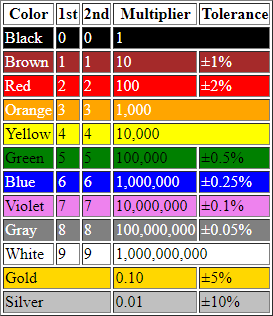 Color 1st 2nd Multiplier Tolerance
Black 0 0 1
Brown 1 1 10 ±1%
Red 2 2 100 ±2%
Orange 3 3 1,000
Yellow 4 4 10,000
Green 5 5 100,000 ±0.5%
Blue 6 6 1,000,000 ±0.25%
Violet 7 7 10,000,000 ±0.1%
Gray 8 8 100,000,000 ±0.05%
White 9 9 1,000,000,000
Gold 0.10 ±5%
Silver 0.01 ±10%